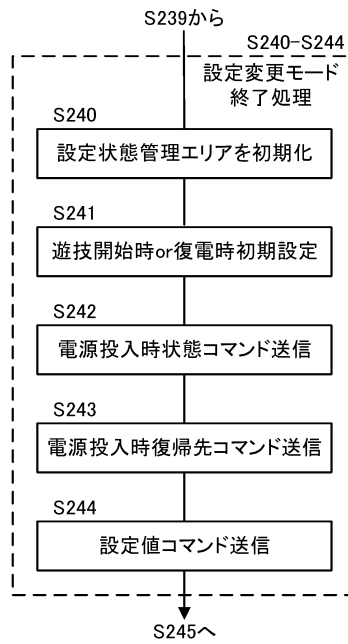 S239から
S240-S244
設定変更モード
終了処理
S240
設定状態管理エリアを初期化
S241
遊技開始時or復電時初期設定
S242
電源投入時状態コマンド送信
S243
電源投入時復帰先コマンド送信
S244
設定値コマンド送信
S245へ